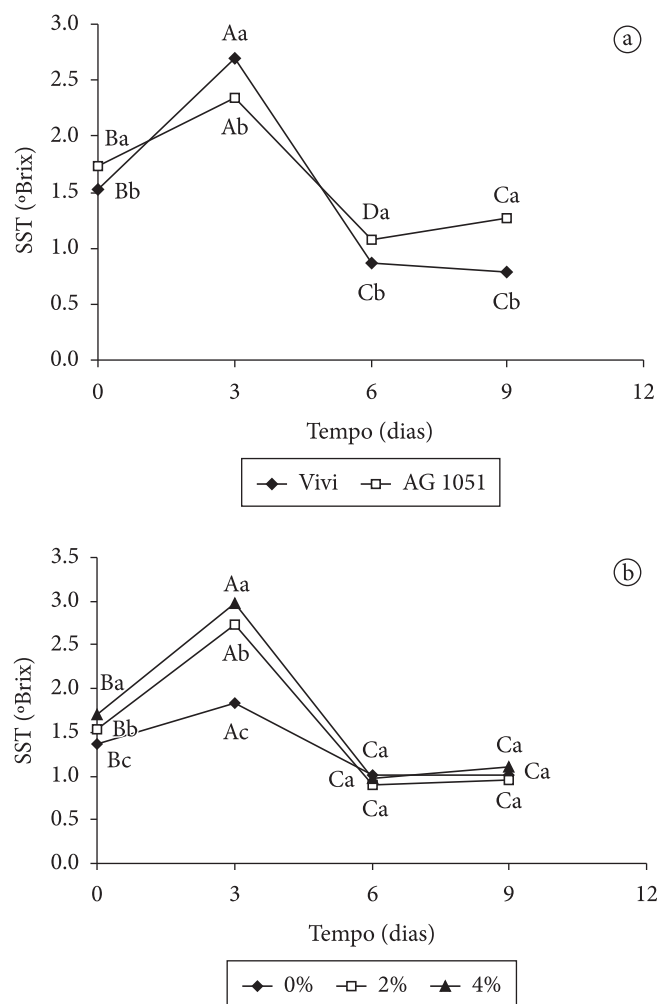 3.0
2.5
2.0
1.5
1.0
0.5
0.0
SST (ºBrix)
Aa
Ab
Ba
Bb
Da
Ca
Cb
Cb
a
0 3 6 9 12
Tempo (dias)
Vivi AG 1051
3.5
3.0
2.5
2.0
1.5
1.0
0.5
0.0
SST (ºBrix)
Aa
Ab
Ac
Ba
Bb
Bc
Ca
Ca
Ca
Ca
Ca
Ca
b
0 3 6 9 12
Tempo (dias)
0% 2% 4%